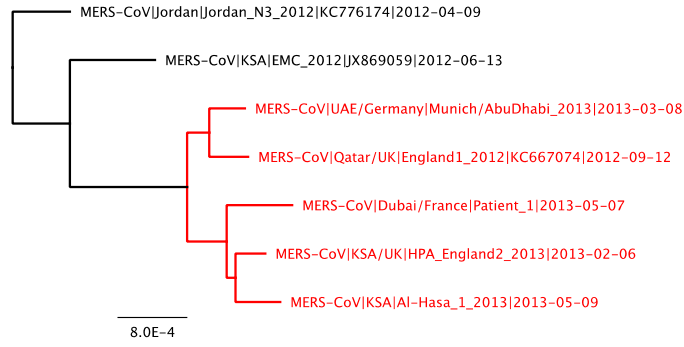 MERS-CoV|Jordan|Jordan_N3_2012|KC776174|2012-04-09
MERS-CoV|KSA|EMC_2012|JX869059|2012-06-13
MERS-CoV|UAE/Germany|Munich/AbuDhabi_2013|2013-03-08
MERS-CoV|Qatar/UK|England1_2012|KC667074|2012-09-12
MERS-CoV|Dubai/France|Patient_1|2013-05-07
MERS-CoV|KSA/UK|HPA_England2_2013|2013-02-06
MERS-CoV|KSA|Al-Hasa_1_2013|2013-05-09
8.0E-4